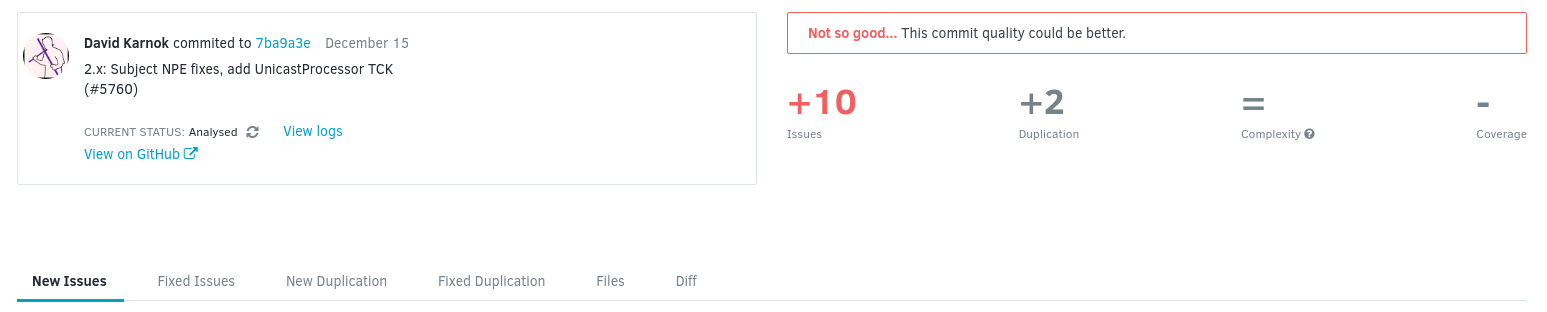 David Karnok commited to 7ba9a3e December 15
2.x: Subject NPE fixes, add UnicastProcessor TCK
(#5760)
CURRENT STATUS: Analysed View logs
View on GitHub
Not so good... This commit quality could be better.
+10 +2 = -
Issues Duplication Complexity Coverage
New Issues Fixed Issues New Duplication Fixed Duplication Files Diff